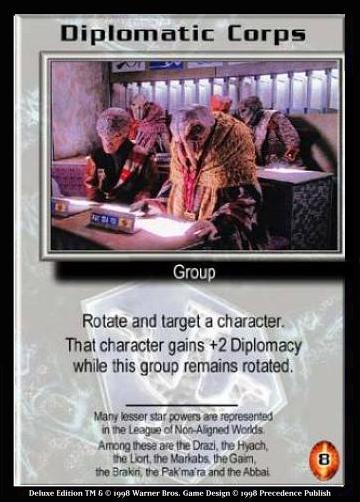 Diplomatic Corps
Group
Rotate and target a character.
That character gains +2 Diplomacy
while this group remains rotated.
Many lesser star powers are represented
in the League of Non-Aligned Worlds.
Among these are the Drazi, the Hyach,
the Llort, the Markabs, the Gaim,
the Brakiri, the Pak'ma'ra and the Abbai.
8
Deluxe Edition TM & © 1998 Warner Bros. Game Design © 1998 Precedence Publish